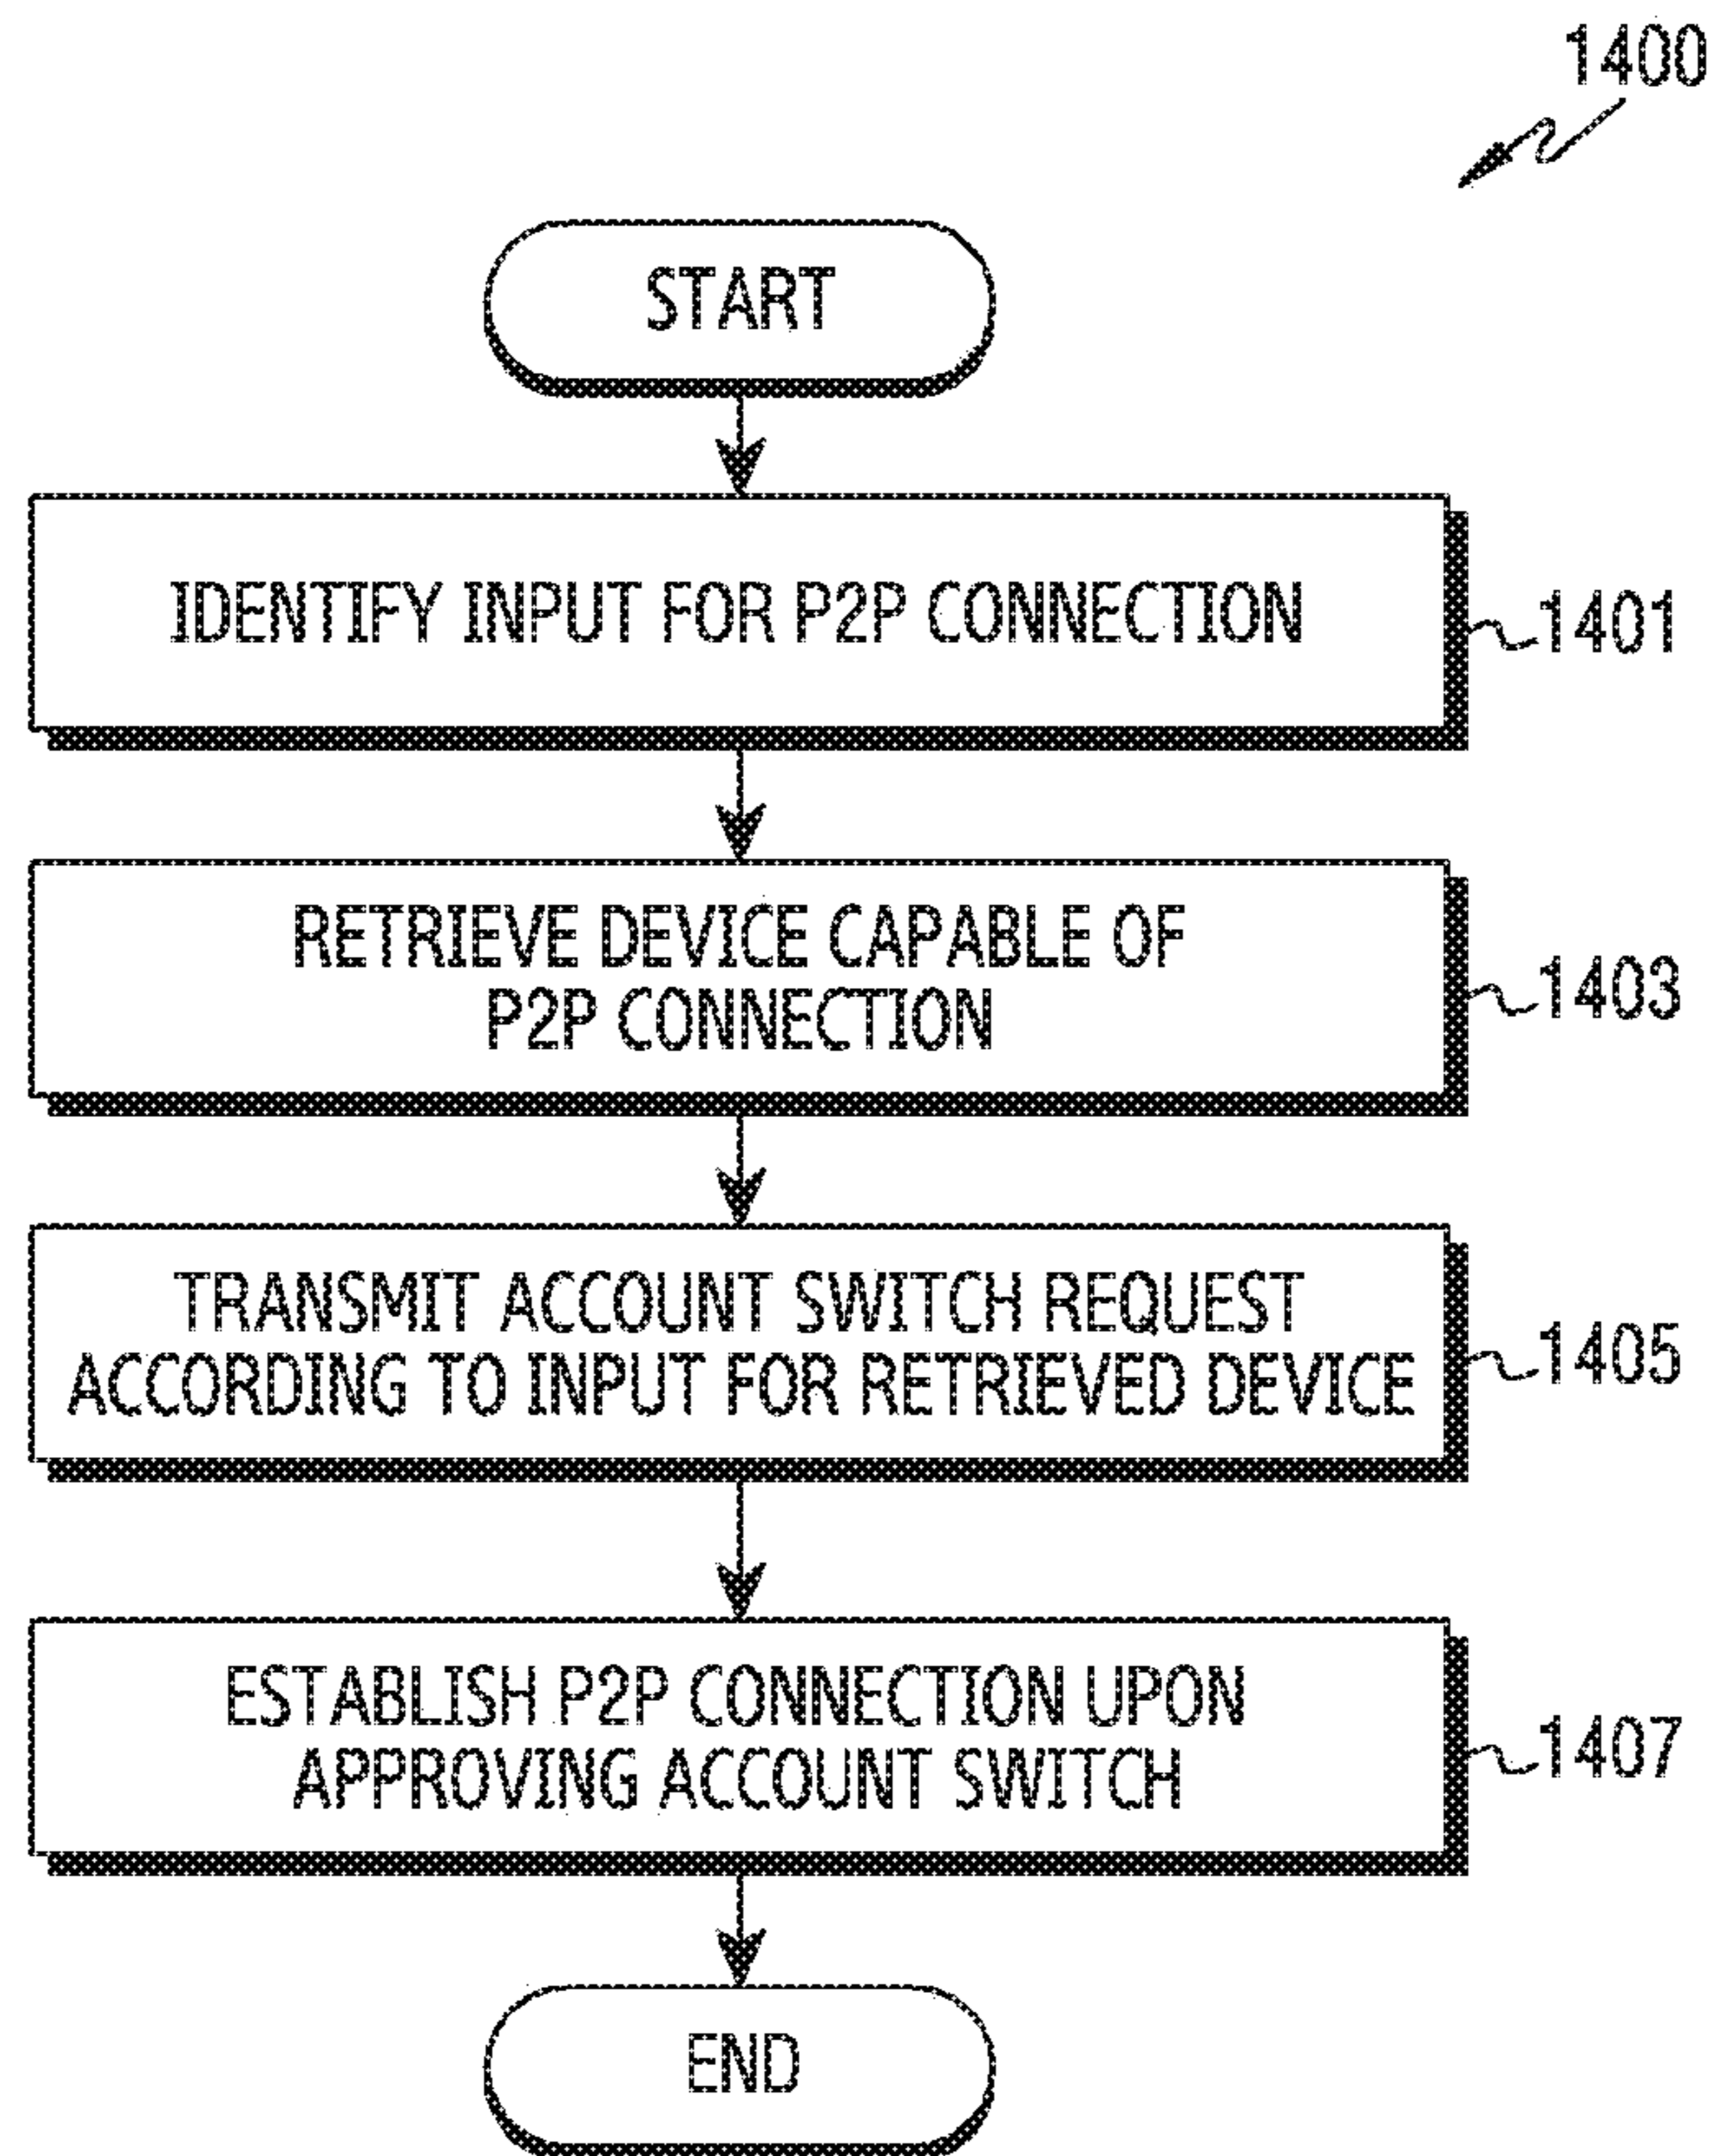 1400
START
IDENTIFY INPUT FOR P2P CONNECTION
1401
RETRIEVE DEVICE CAPABLE OF
P2P CONNECTION
1403
TRANSMIT ACCOUNT SWITCH REQUEST
ACCORDING TO INPUT FOR RETRIEVED DEVICE
1405
ESTABLISH P2P CONNECTION UPON
APPROVING ACCOUNT SWITCH
1407
END